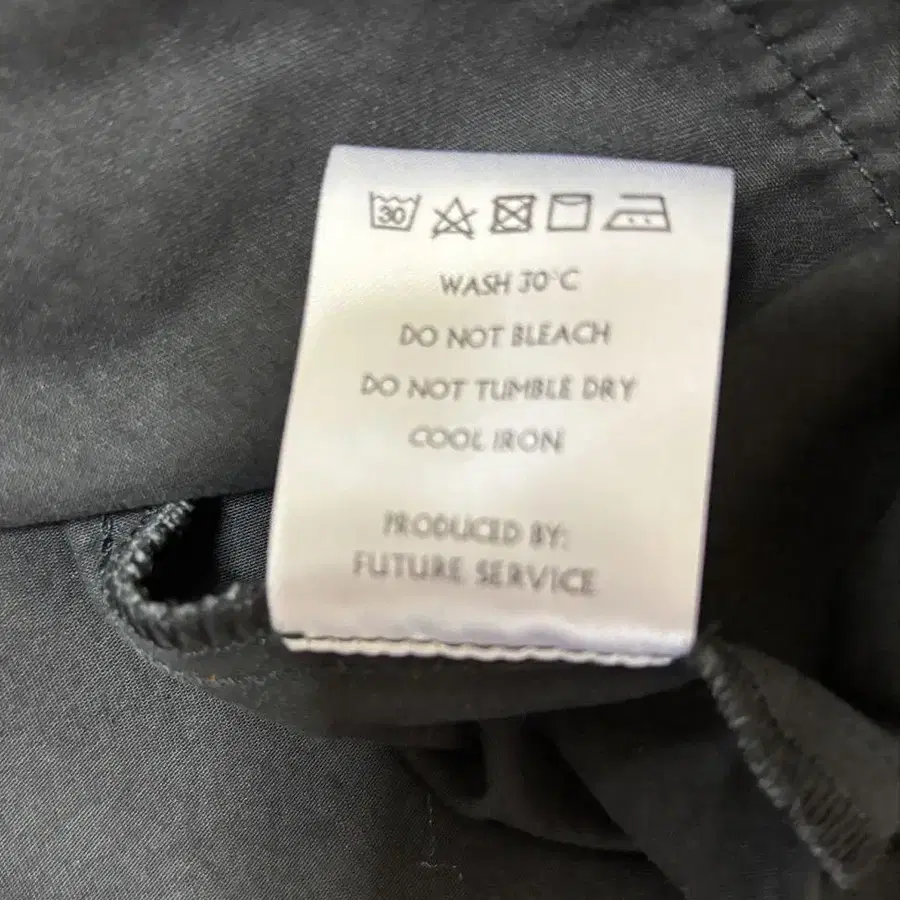 30
WASH 30°C
DO NOT BLEACH
DO NOT TUMBLE DRY
COOL IRON
PRODUCED BY:
FUTURE SERVICE